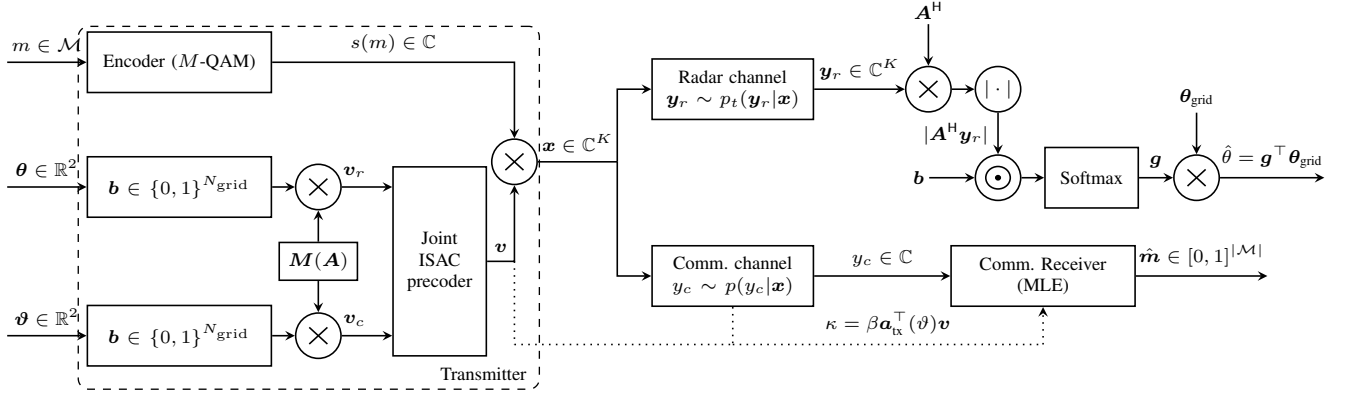 m ∈ ℳ
Encoder (M-QAM)
s(m) ∈ ℂ
θ ∈ ℝ²
b ∈ {0, 1}^{N_grid}
v_r
M(A)
ϑ ∈ ℝ²
b ∈ {0, 1}^{N_grid}
v_c
Joint
ISAC
precoder
v
Transmitter
x ∈ ℂ^K
Radar channel
y_r ∼ p_t(y_r|x)
y_r ∈ ℂ^K
A^H
| · |
|A^H y_r|
b
Softmax
g
θ_grid
θ̂ = g^⊤ θ_grid
Comm. channel
y_c ∼ p(y_c|x)
y_c ∈ ℂ
Comm. Receiver
(MLE)
m̂ ∈ [0, 1]^{|ℳ|}
κ = βa_tx^⊤(ϑ)v